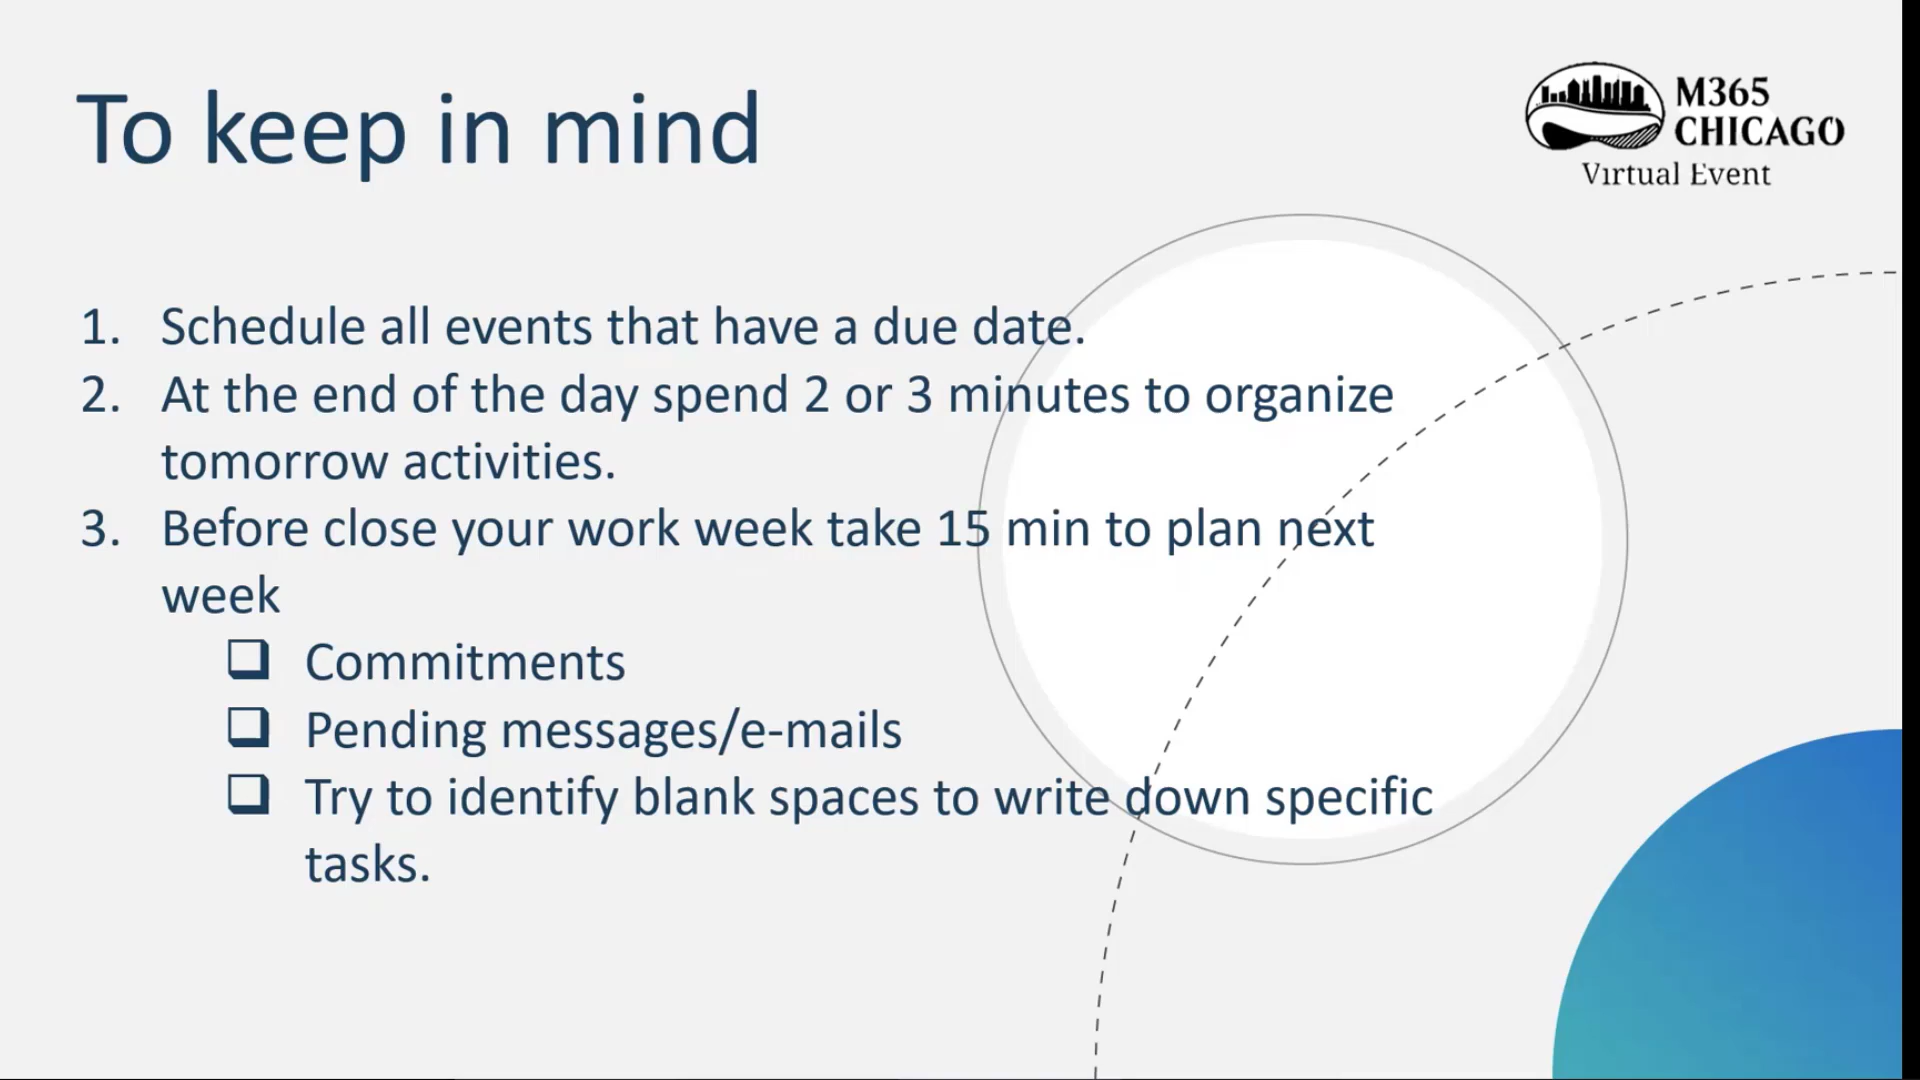 To keep in mind
M365
CHICAGO
Virtual Event
1. Schedule all events that have a due date.
2. At the end of the day spend 2 or 3 minutes to organize
tomorrow activities.
3. Before close your work week take 15 min to plan next
week
❑ Commitments
❑ Pending messages/e-mails
❑ Try to identify blank spaces to write down specific
tasks.